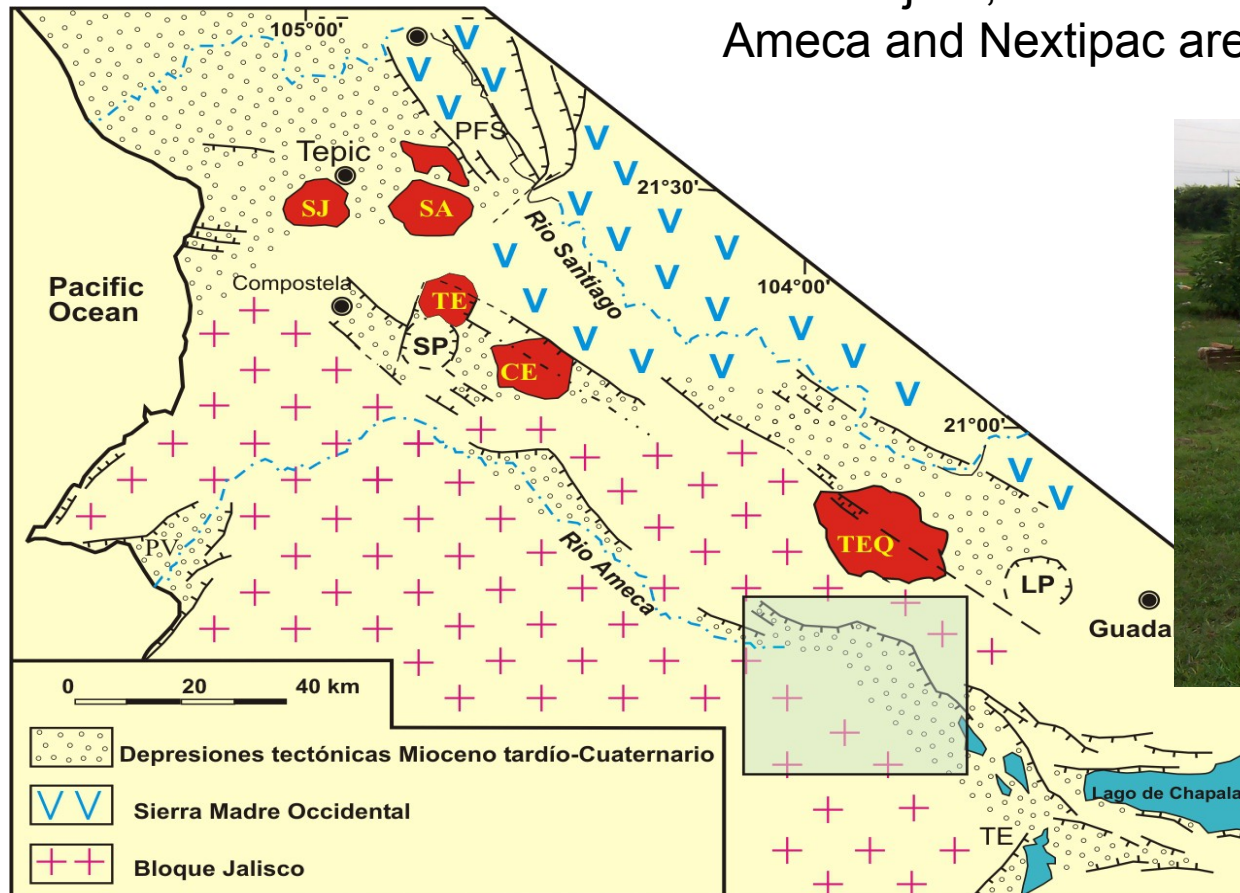 Ameca and Nextipac are
105°00'
PFS
Tepic
21°30'
SJ
SA
Rio Santiago
Pacific
Ocean
Compostela
104°00'
TE
SP
CE
21°00'
TEQ
PV
Rio Ameca
LP
Guada
0 20 40 km
Depresiones tectónicas Mioceno tardío-Cuaternario
Sierra Madre Occidental
Bloque Jalisco
Lago de Chapala
TE